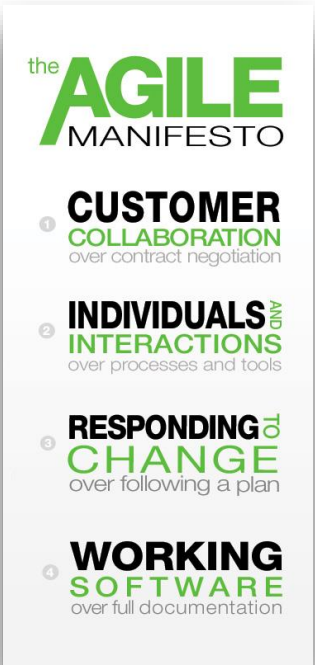 the AGILE
MANIFESTO
1 CUSTOMER
COLLABORATION
over contract negotiation
2 INDIVIDUALS AND
INTERACTIONS
over processes and tools
3 RESPONDING TO
CHANGE
over following a plan
4 WORKING
SOFTWARE
over full documentation